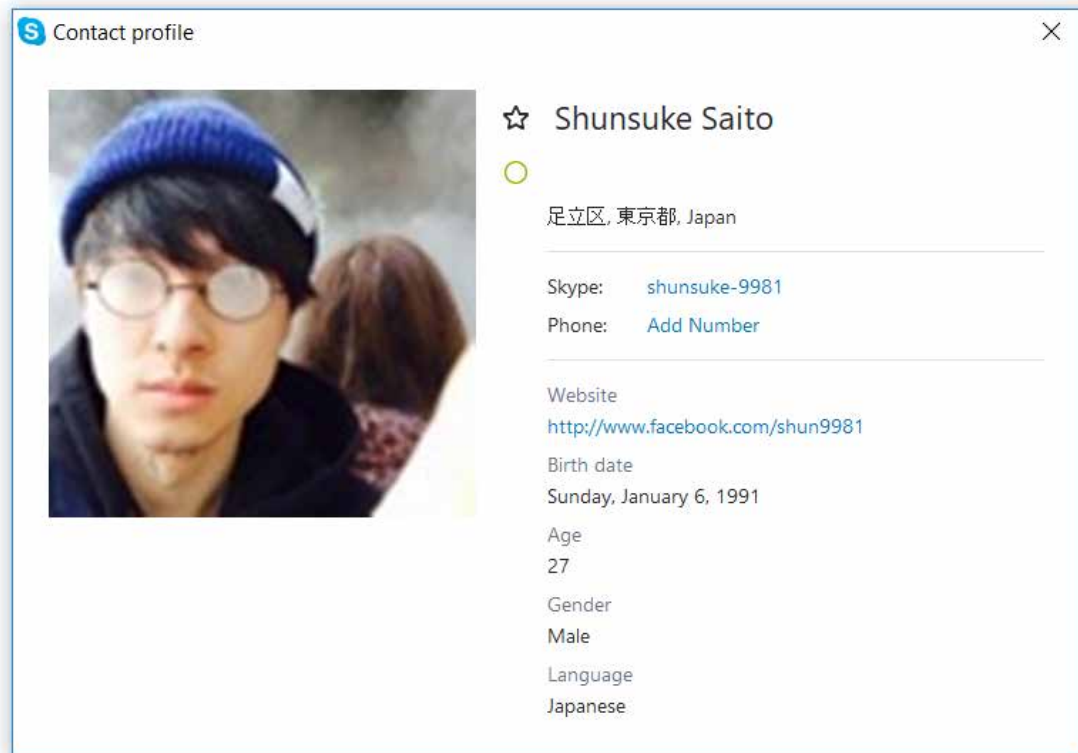 Contact profile
Shunsuke Saito
足立区, 東京都, Japan
Skype: shunsuke-9981
Phone: Add Number
Website
http://www.facebook.com/shun9981
Birth date
Sunday, January 6, 1991
Age
27
Gender
Male
Language
Japanese